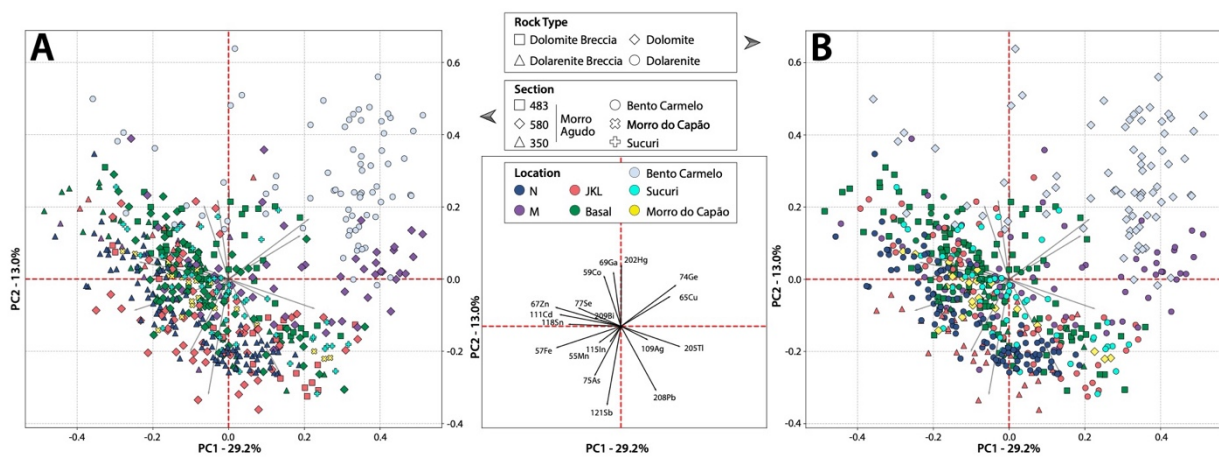 A
0.6
0.4
0.2
0.0
-0.2
-0.4
PC2 - 13.0%
-0.4
-0.2
0.0
0.2
0.4
PC1 - 29.2%
Rock Type
Dolomite Breccia
Dolomite
Dolarenite Breccia
Dolarenite
Section
483
Bento Carmelo
580
Morro Agudo
Morro do Capão
350
Sucuri
Location
Bento Carmelo
N
JKL
Sucuri
M
Basal
Morro do Capão
202Hg
69Ga
59Co
74Ge
65Cu
77Se
67Zn
111Cd
209Bi
118Sn
57Fe
115In
55Mn
109Ag
205Tl
75As
208Pb
121Sb
PC2 - 13.0%
PC1 - 29.2%
B
0.6
0.4
0.2
0.0
-0.2
-0.4
-0.4
-0.2
0.0
0.2
0.4
PC1 - 29.2%